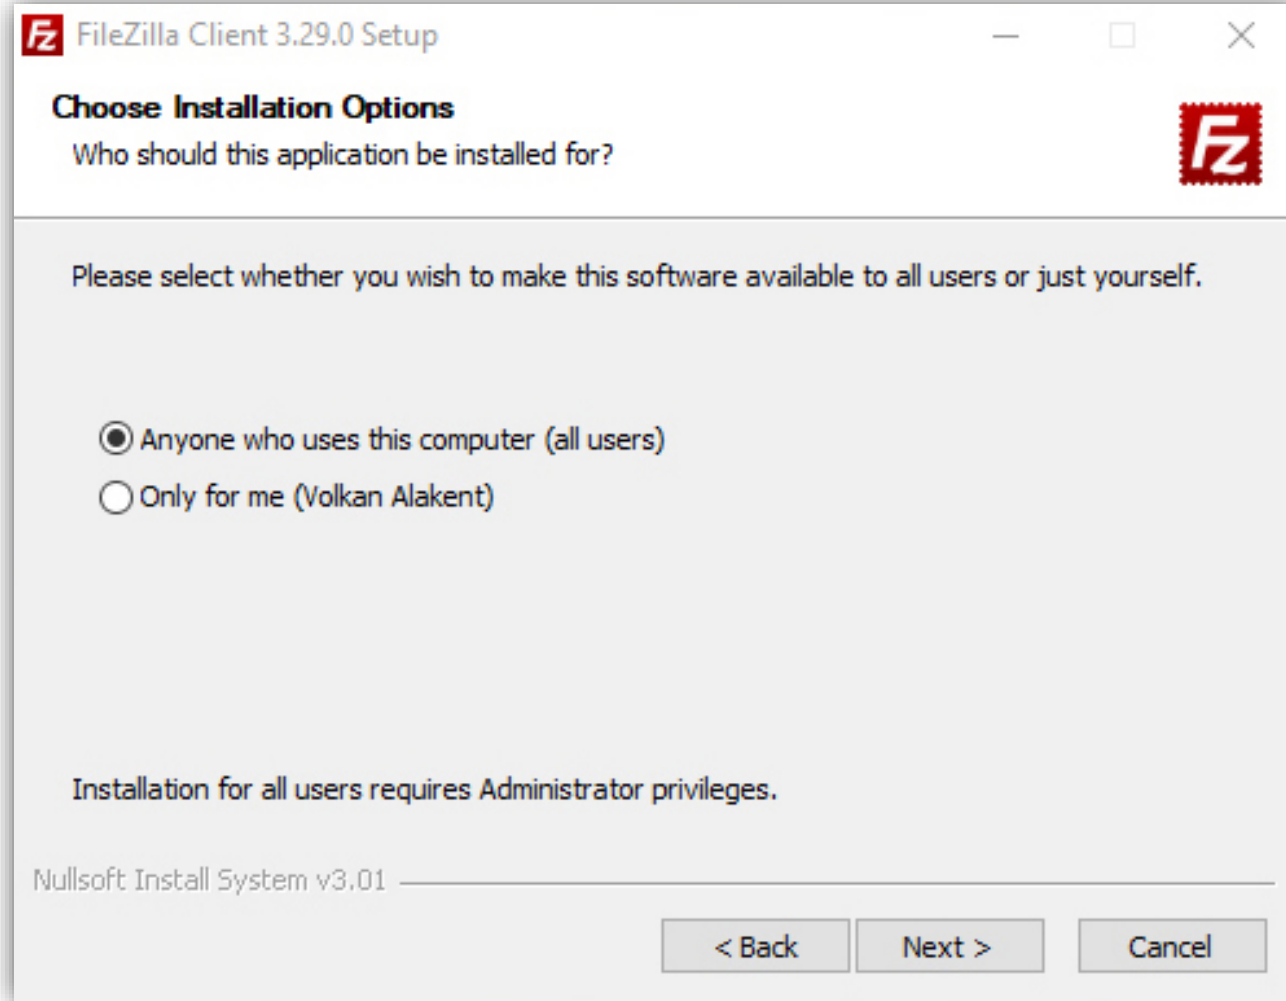 FileZilla Client 3.29.0 Setup
Choose Installation Options
Who should this application be installed for?
Fz
Please select whether you wish to make this software available to all users or just yourself.
Anyone who uses this computer (all users)
Only for me (Volkan Alakent)
Installation for all users requires Administrator privileges.
Nullsoft Install System v3.01
< Back
Next >
Cancel